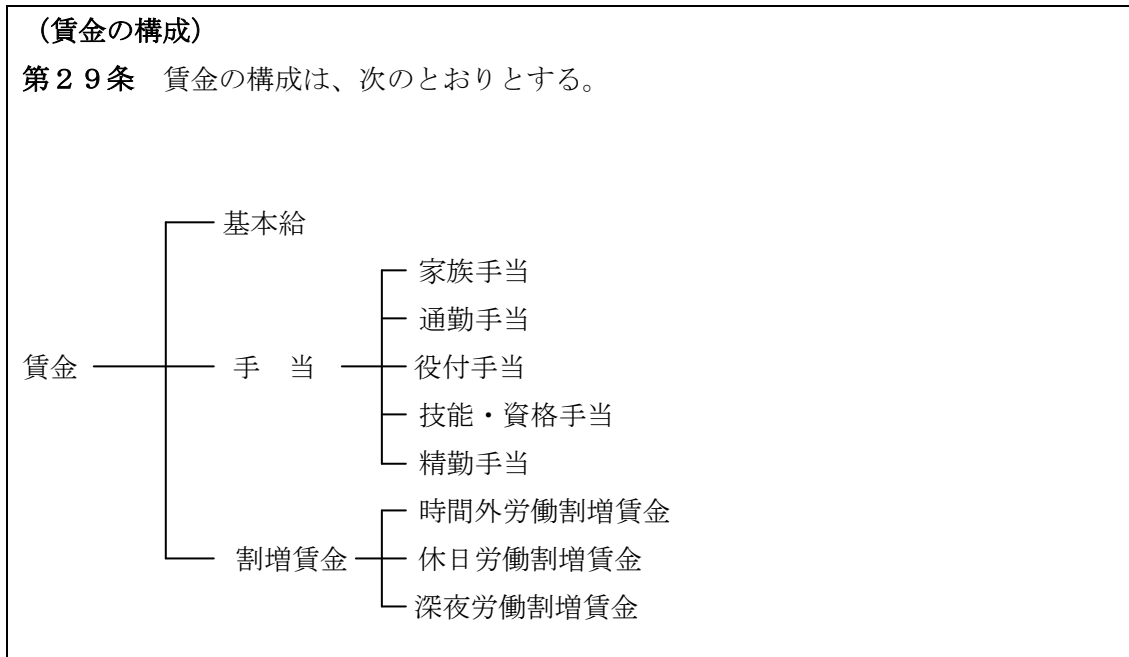 （賃金の構成）
第２９条　賃金の構成は、次のとおりとする。
基本給
家族手当
通勤手当
賃金　手　当　役付手当
技能・資格手当
精勤手当
時間外労働割増賃金
割増賃金　休日労働割増賃金
深夜労働割増賃金